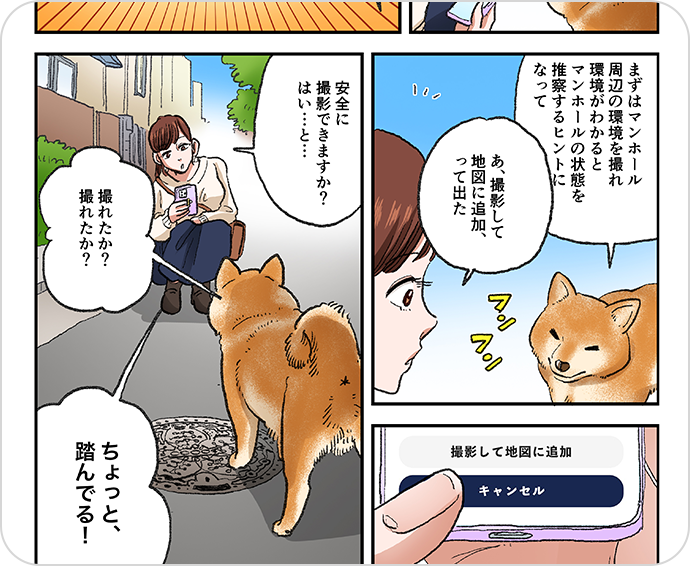 まずはマンホール
周辺の環境を撮れ
環境がわかると
マンホールの状態を
推察するヒントに
なって
あ、撮影して
地図に追加、
って出た
フンフン
撮影して地図に追加
キャンセル
安全に
撮影できますか？
はい…と…
撮れたか？
撮れたか？
ちょっと、
踏んでる！